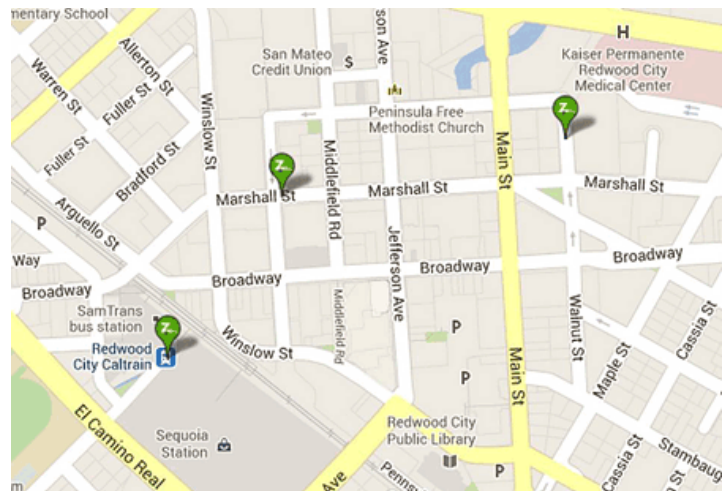 mentary School
Allerton St
Warren St
Fuller St
Fuller St
Bradford St
Winslow St
San Mateo
Credit Union
$
Jefferson Ave
Peninsula Free
Methodist Church
H
Kaiser Permanente
Redwood City
Medical Center
Z
Z
Main St
Middlefield Rd
Marshall St
Marshall St
Marshall St
Arguello St
P
Way
Broadway
Broadway
Broadway
Jefferson Ave
Middlefield Rd
SamTrans
bus station
Z
Redwood
City Caltrain
Winslow St
P
P
Main St
Walnut St
Maple St
Cassia St
El Camino Real
Sequoia
Station
Redwood City
Public Library
P
Cassia St
Stambaug
m
Ave
Pennsy